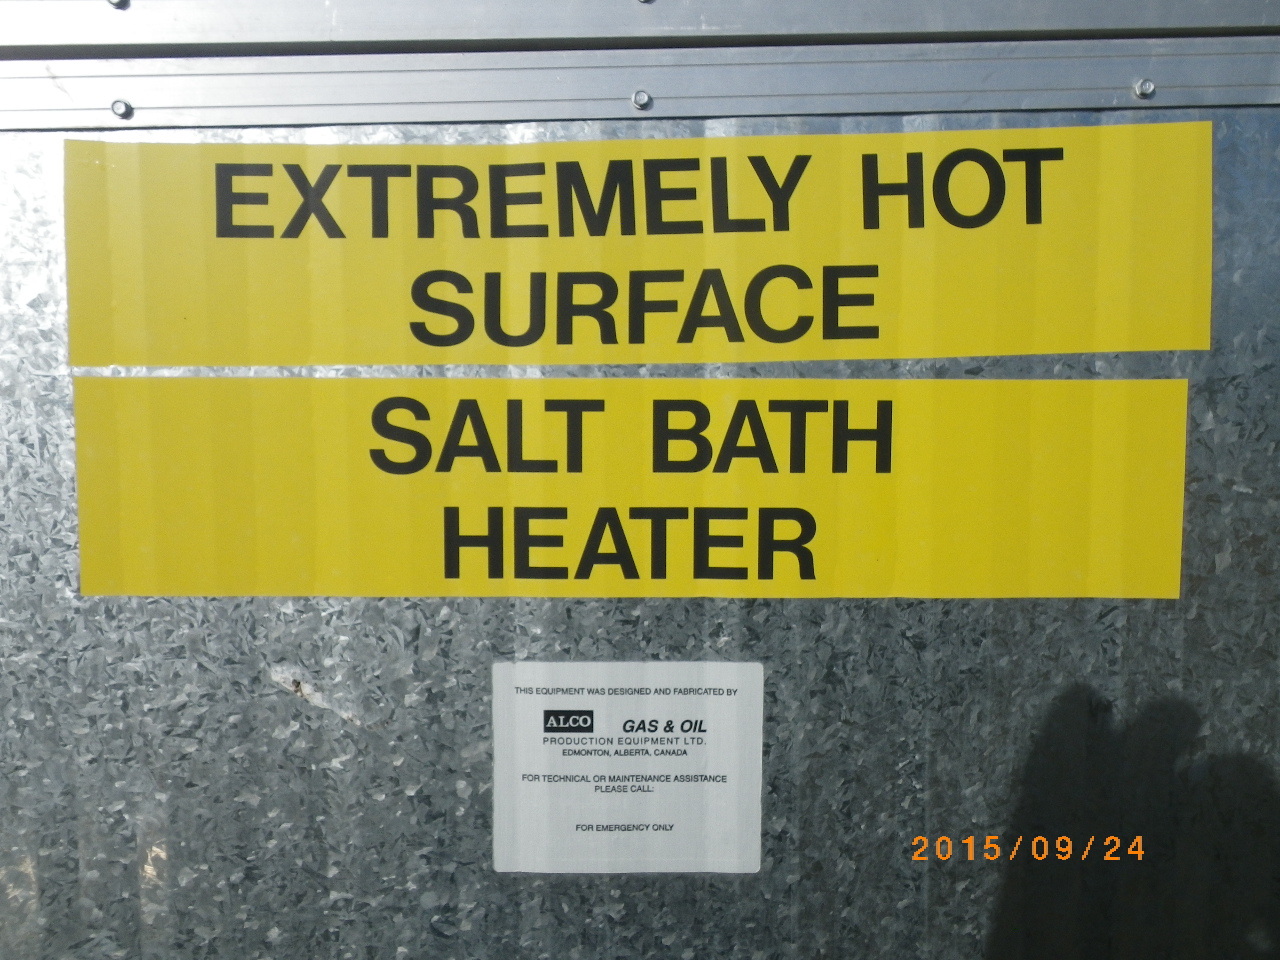 EXTREMELY HOT
SURFACE
SALT BATH
HEATER
THIS EQUIPMENT WAS DESIGNED AND FABRICATED BY
ALCO GAS & OIL
PRODUCTION EQUIPMENT LTD.
EDMONTON, ALBERTA, CANADA
FOR TECHNICAL OR MAINTENANCE ASSISTANCE
PLEASE CALL:
FOR EMERGENCY ONLY
2015/09/24